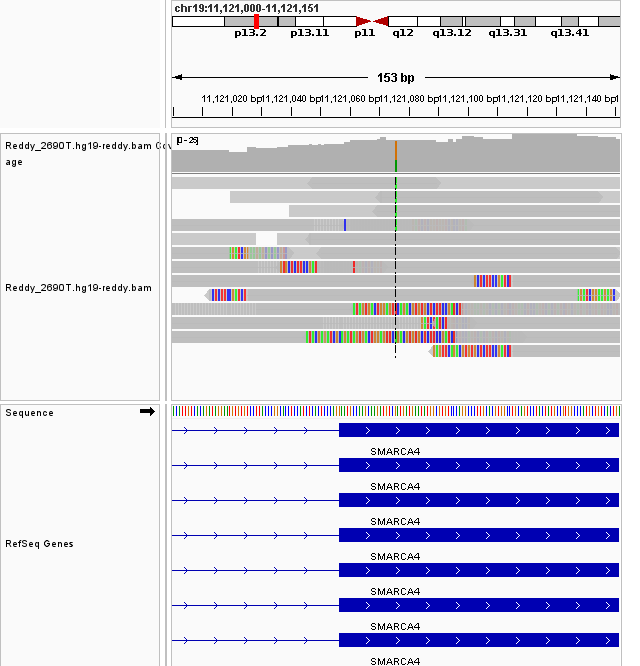 chr19:11,121,000-11,121,151
p13.2 p13.11 p11 q12 q13.12 q13.31 q13.41
153 bp
11,121,020 bp 11,121,040 bp 11,121,060 bp 11,121,080 bp 11,121,100 bp 11,121,120 bp 11,121,140 bp
Reddy_2690T.hg19-reddy.bam Cov
age
[0-25]
Reddy_2690T.hg19-reddy.bam
Sequence
SMARCA4
SMARCA4
SMARCA4
RefSeq Genes
SMARCA4
SMARCA4
SMARCA4
SMARCA4